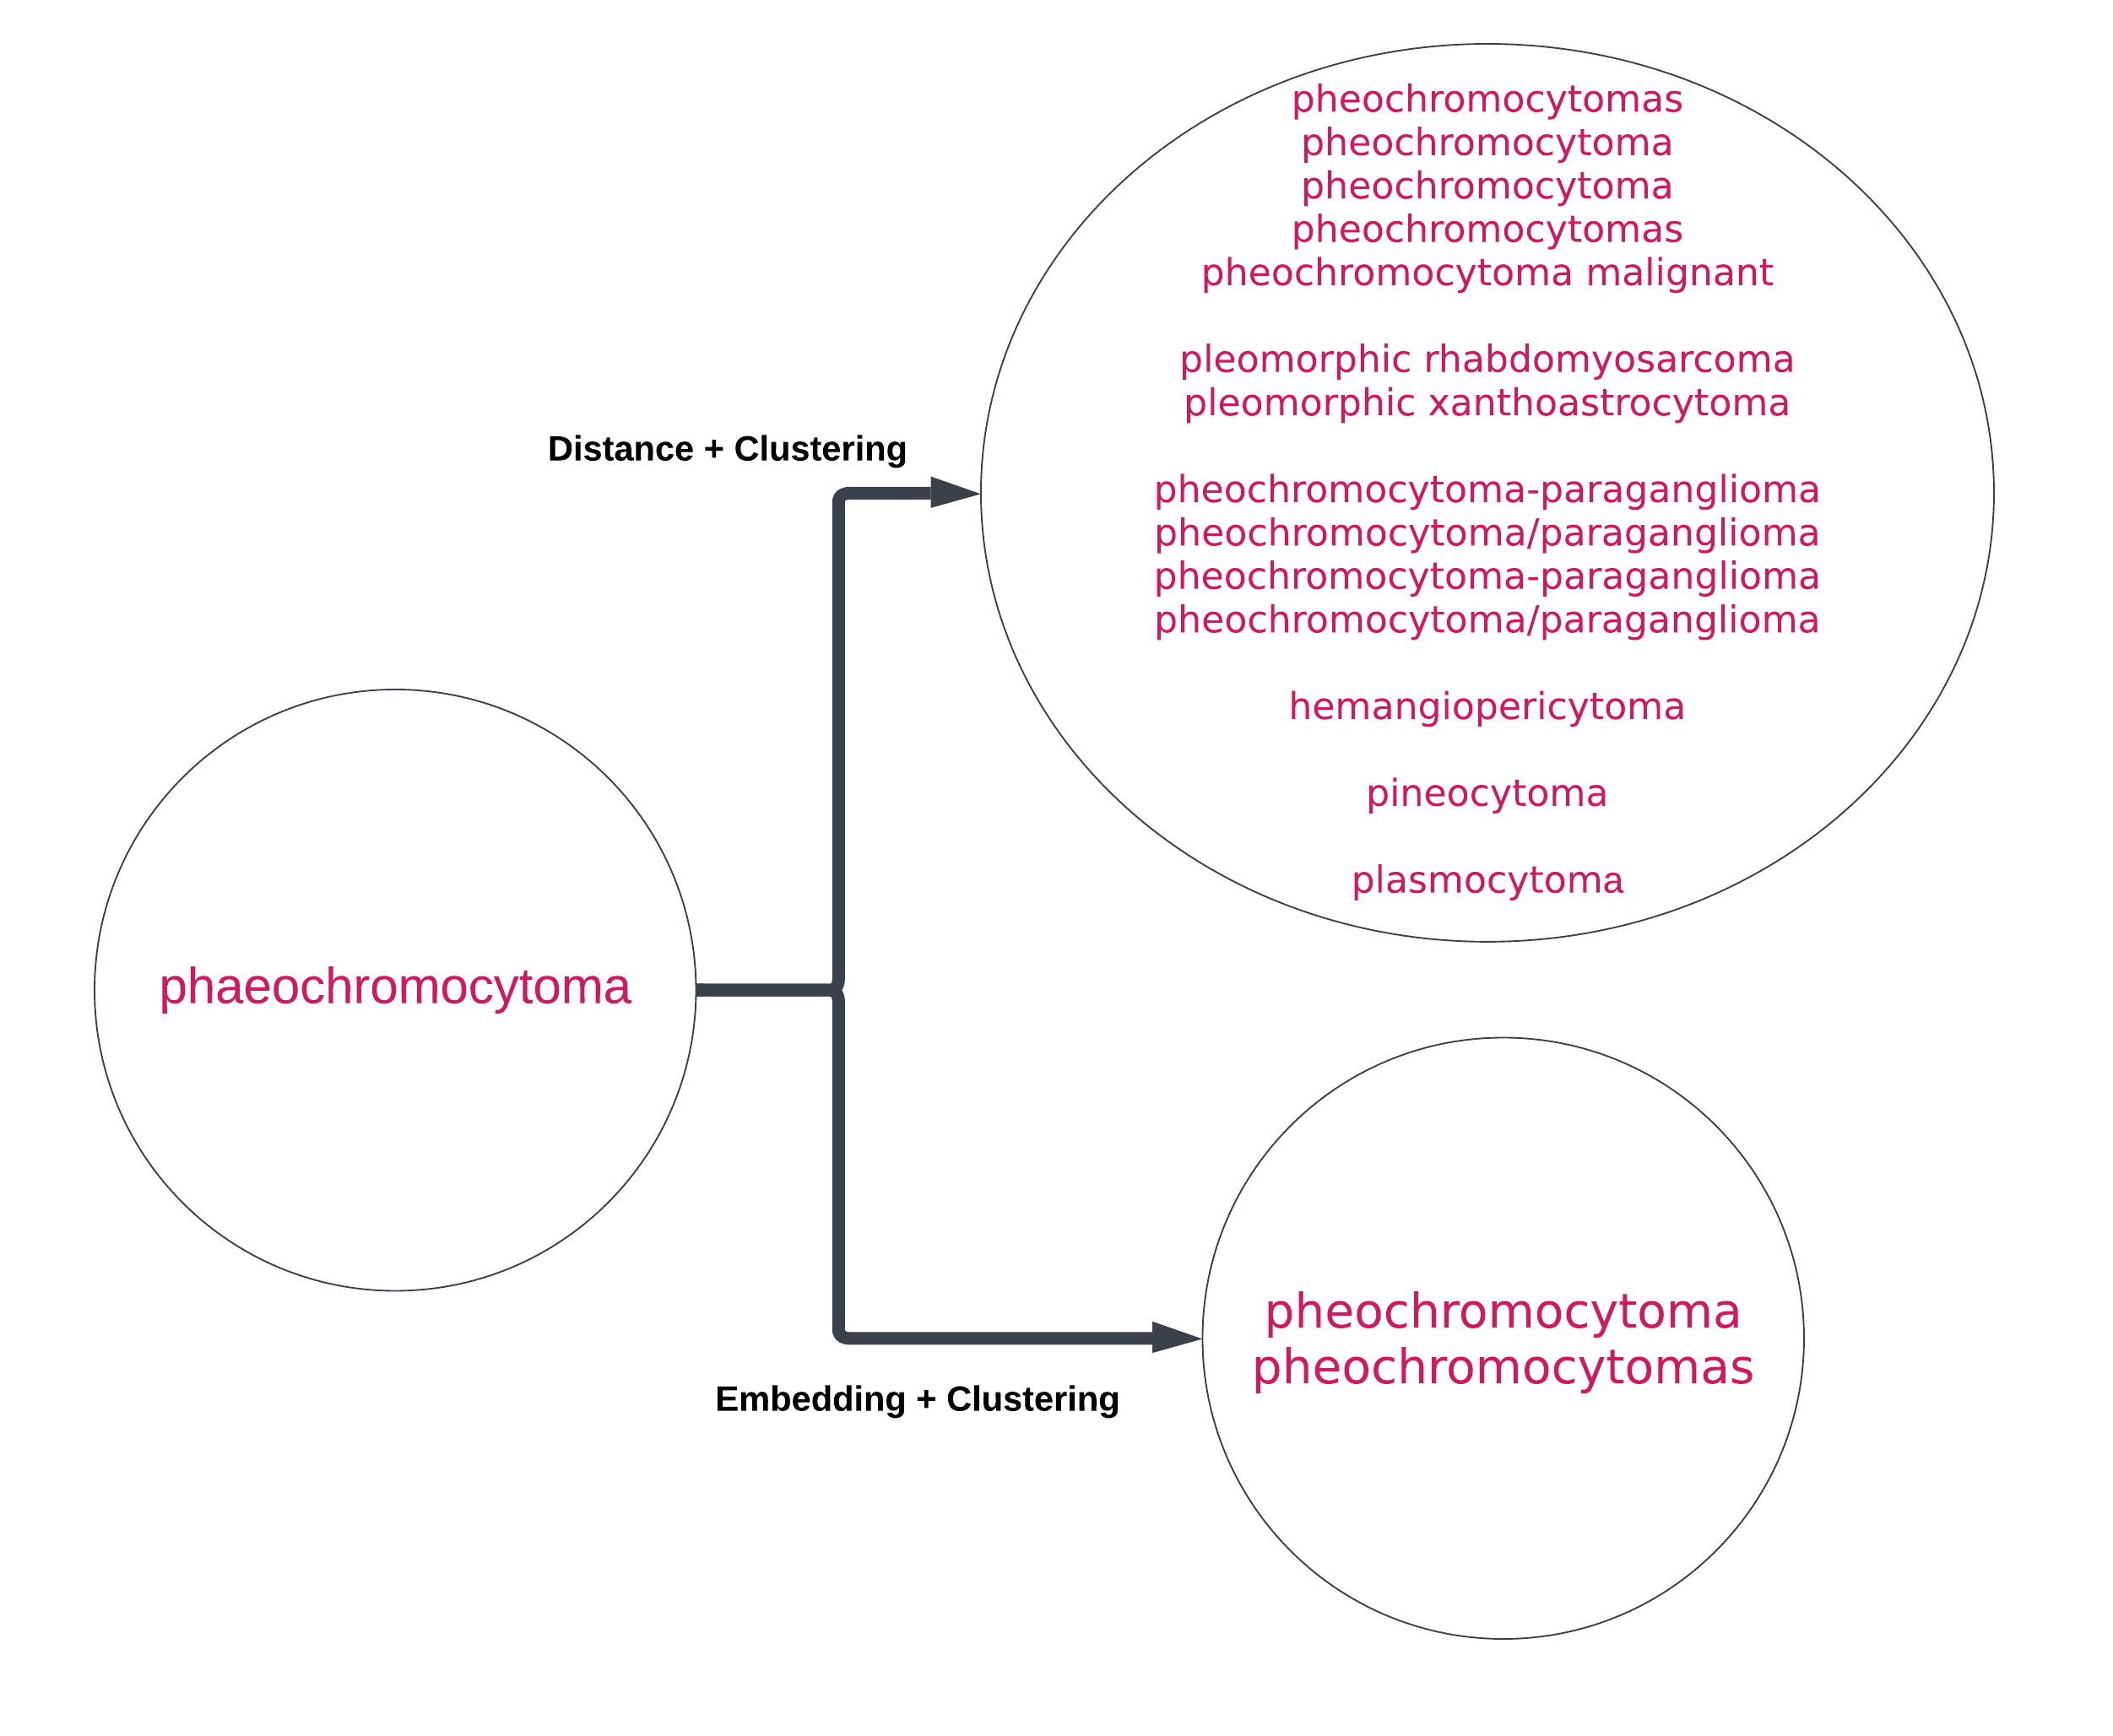 phaeochromocytoma
Distance + Clustering
pheochromocytomas
pheochromocytoma
pheochromocytoma
pheochromocytomas
pheochromocytoma malignant
pleomorphic rhabdomyosarcoma
pleomorphic xanthoastrocytoma
pheochromocytoma-paraganglioma
pheochromocytoma/paraganglioma
pheochromocytoma-paraganglioma
pheochromocytoma/paraganglioma
hemangiopericytoma
pineocytoma
plasmocytoma
Embedding + Clustering
pheochromocytoma
pheochromocytomas